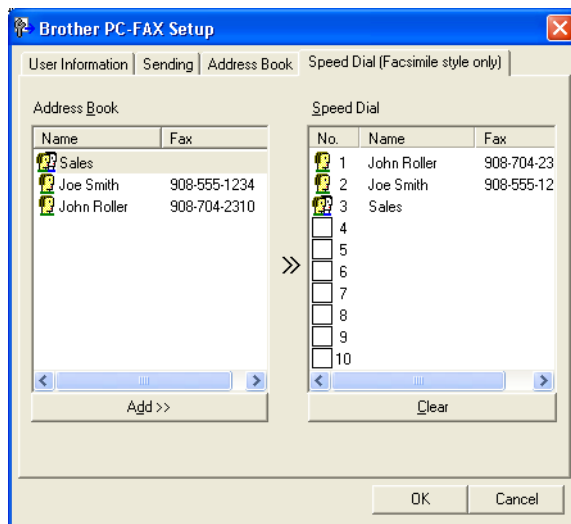 Brother PC-FAX Setup
User Information Sending Address Book Speed Dial (Facsimile style only)
Address Book
Name Fax
Sales
Joe Smith 908-555-1234
John Roller 908-704-2310
Add >>
>>
Speed Dial
No. Name Fax
1 John Roller 908-704-23
2 Joe Smith 908-555-12
3 Sales
4
5
6
7
8
9
10
Clear
OK Cancel